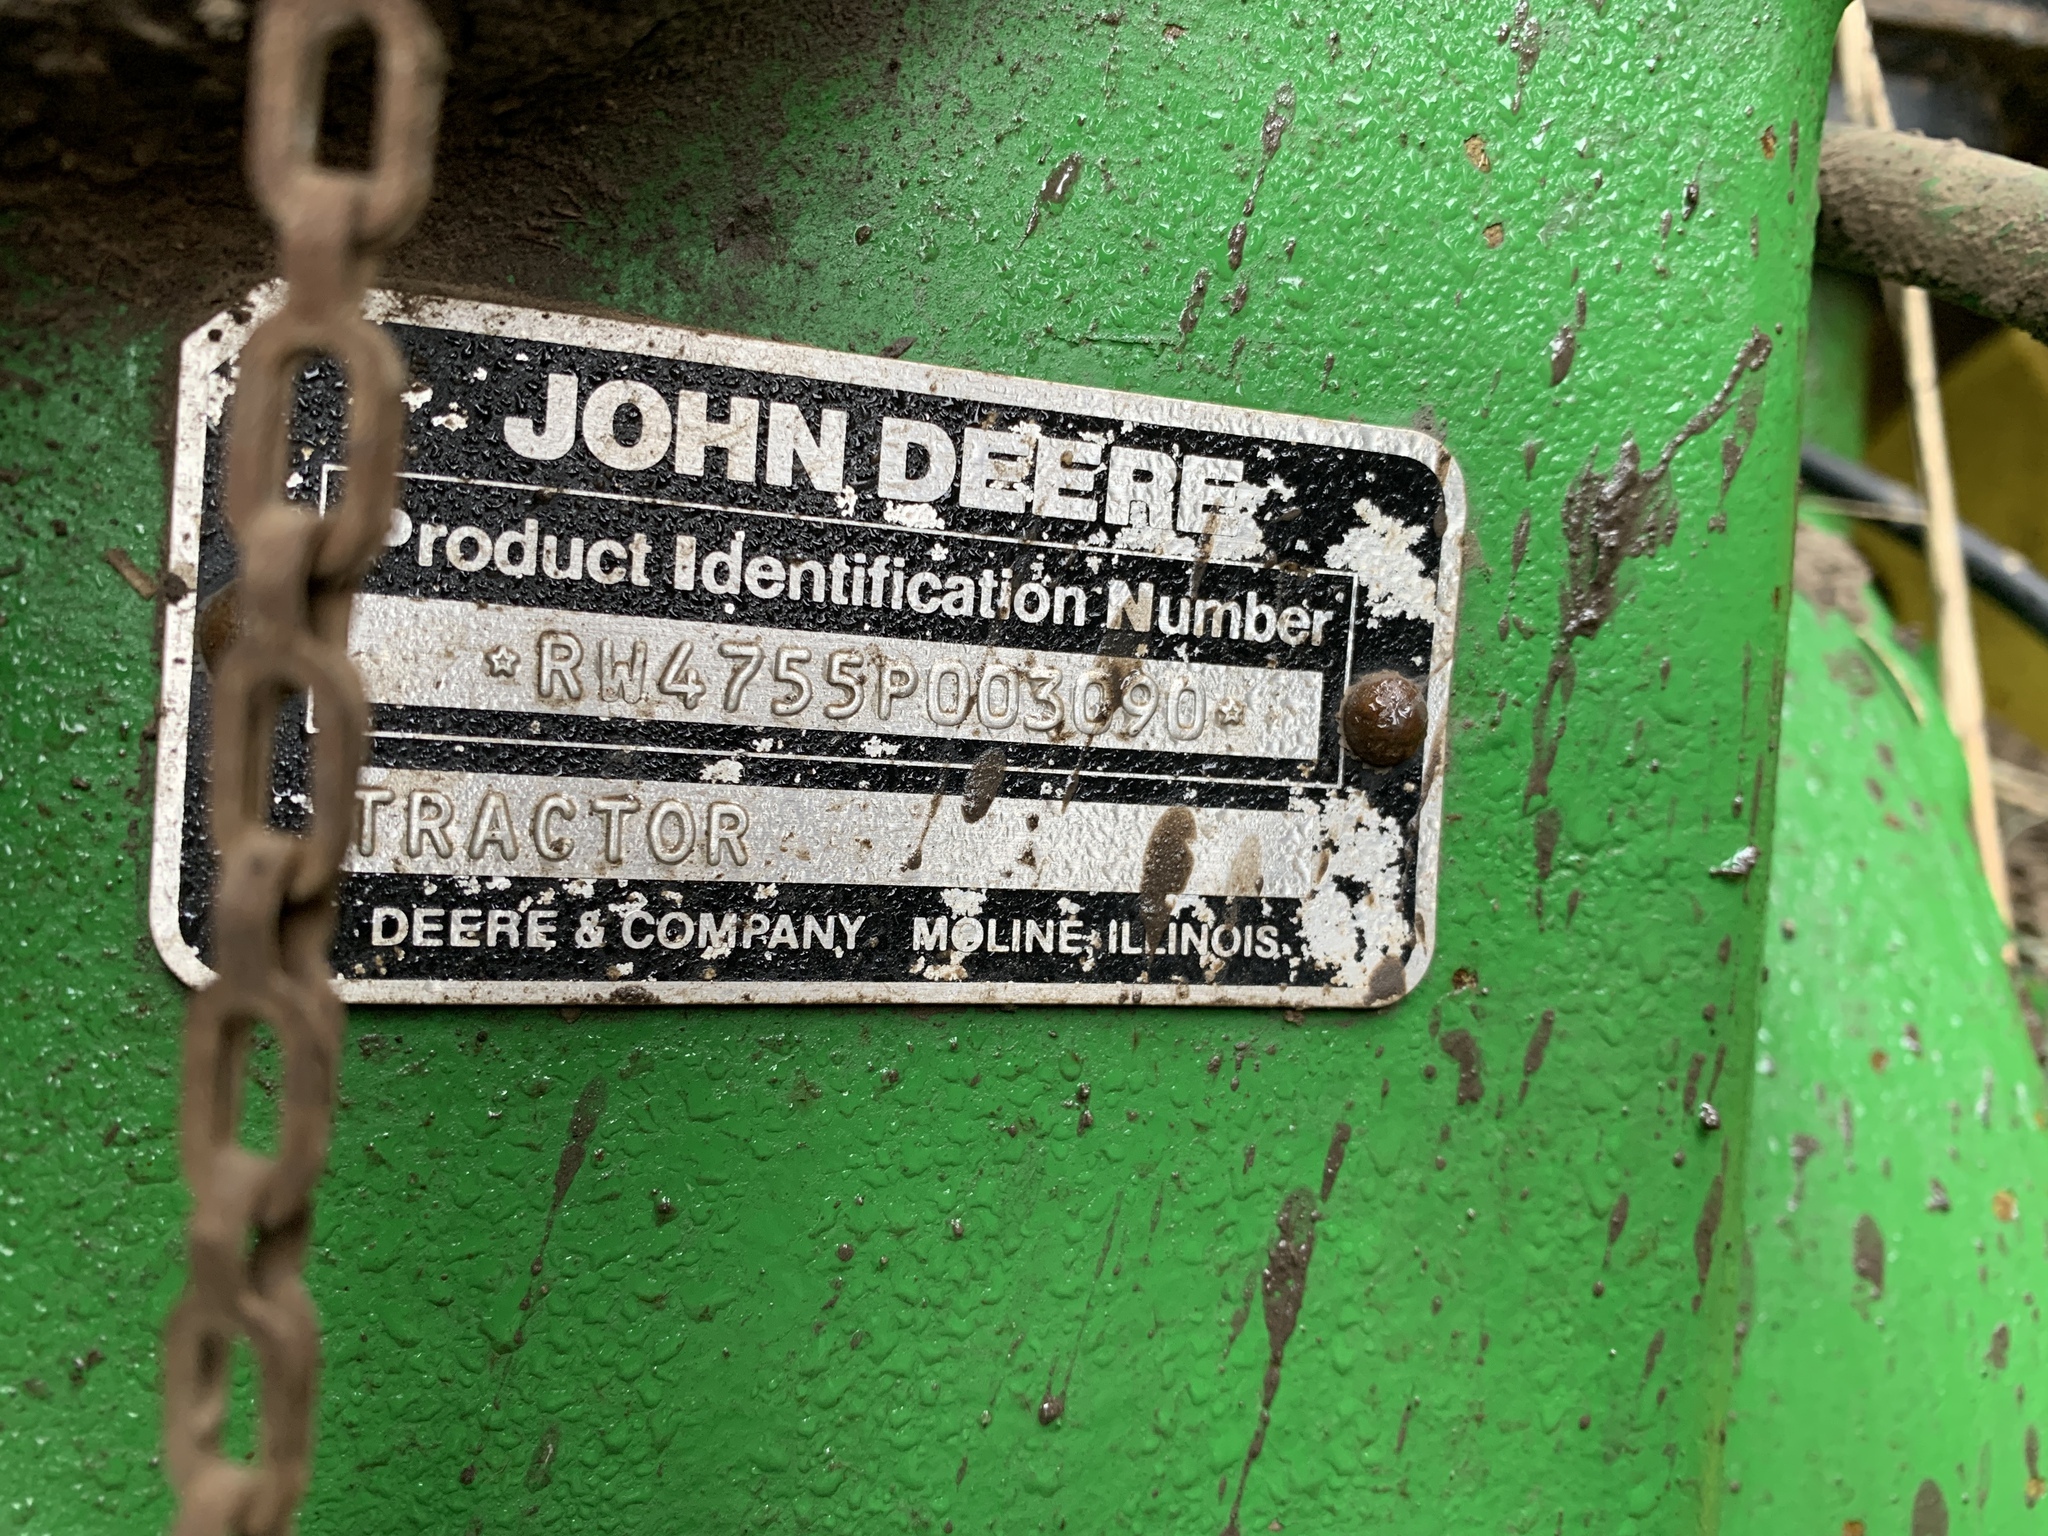 JOHN DEERE
Product Identification Number
☆RW4755P003090☆
TRACTOR
DEERE & COMPANY MOLINE, ILLINOIS